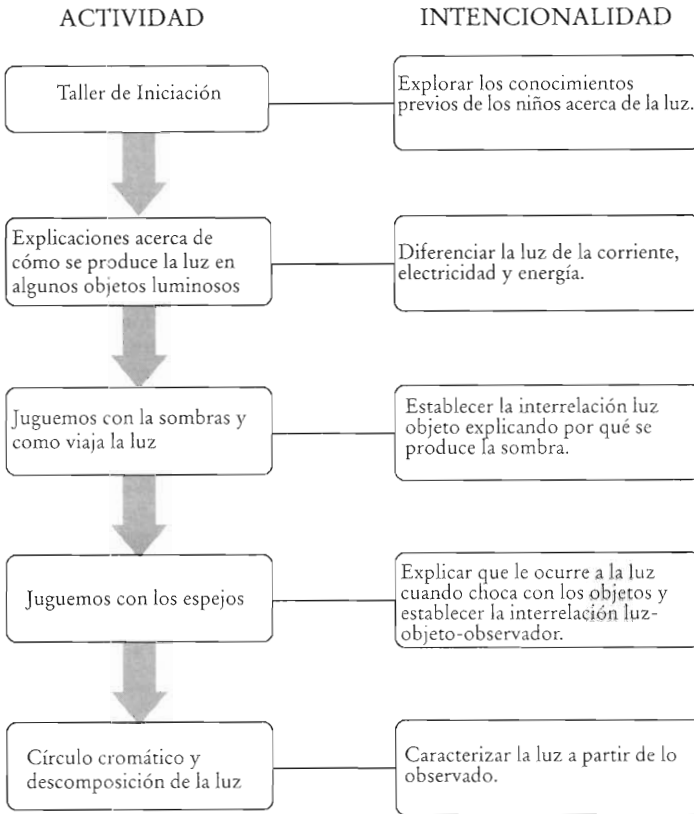 ACTIVIDAD
INTENCIONALIDAD
Taller de Iniciación
Explorar los conocimientos
previos de los niños acerca de la luz.
Explicaciones acerca de
cómo se produce la luz en
algunos objetos luminosos
Diferenciar la luz de la corriente,
electricidad y energía.
Juguemos con la sombras y
como viaja la luz
Establecer la interrelación luz
objeto explicando por qué se
produce la sombra.
Juguemos con los espejos
Explicar que le ocurre a la luz
cuando choca con los objetos y
establecer la interrelación luz-
objeto-observador.
Círculo cromático y
descomposición de la luz
Caracterizar la luz a partir de lo
observado.